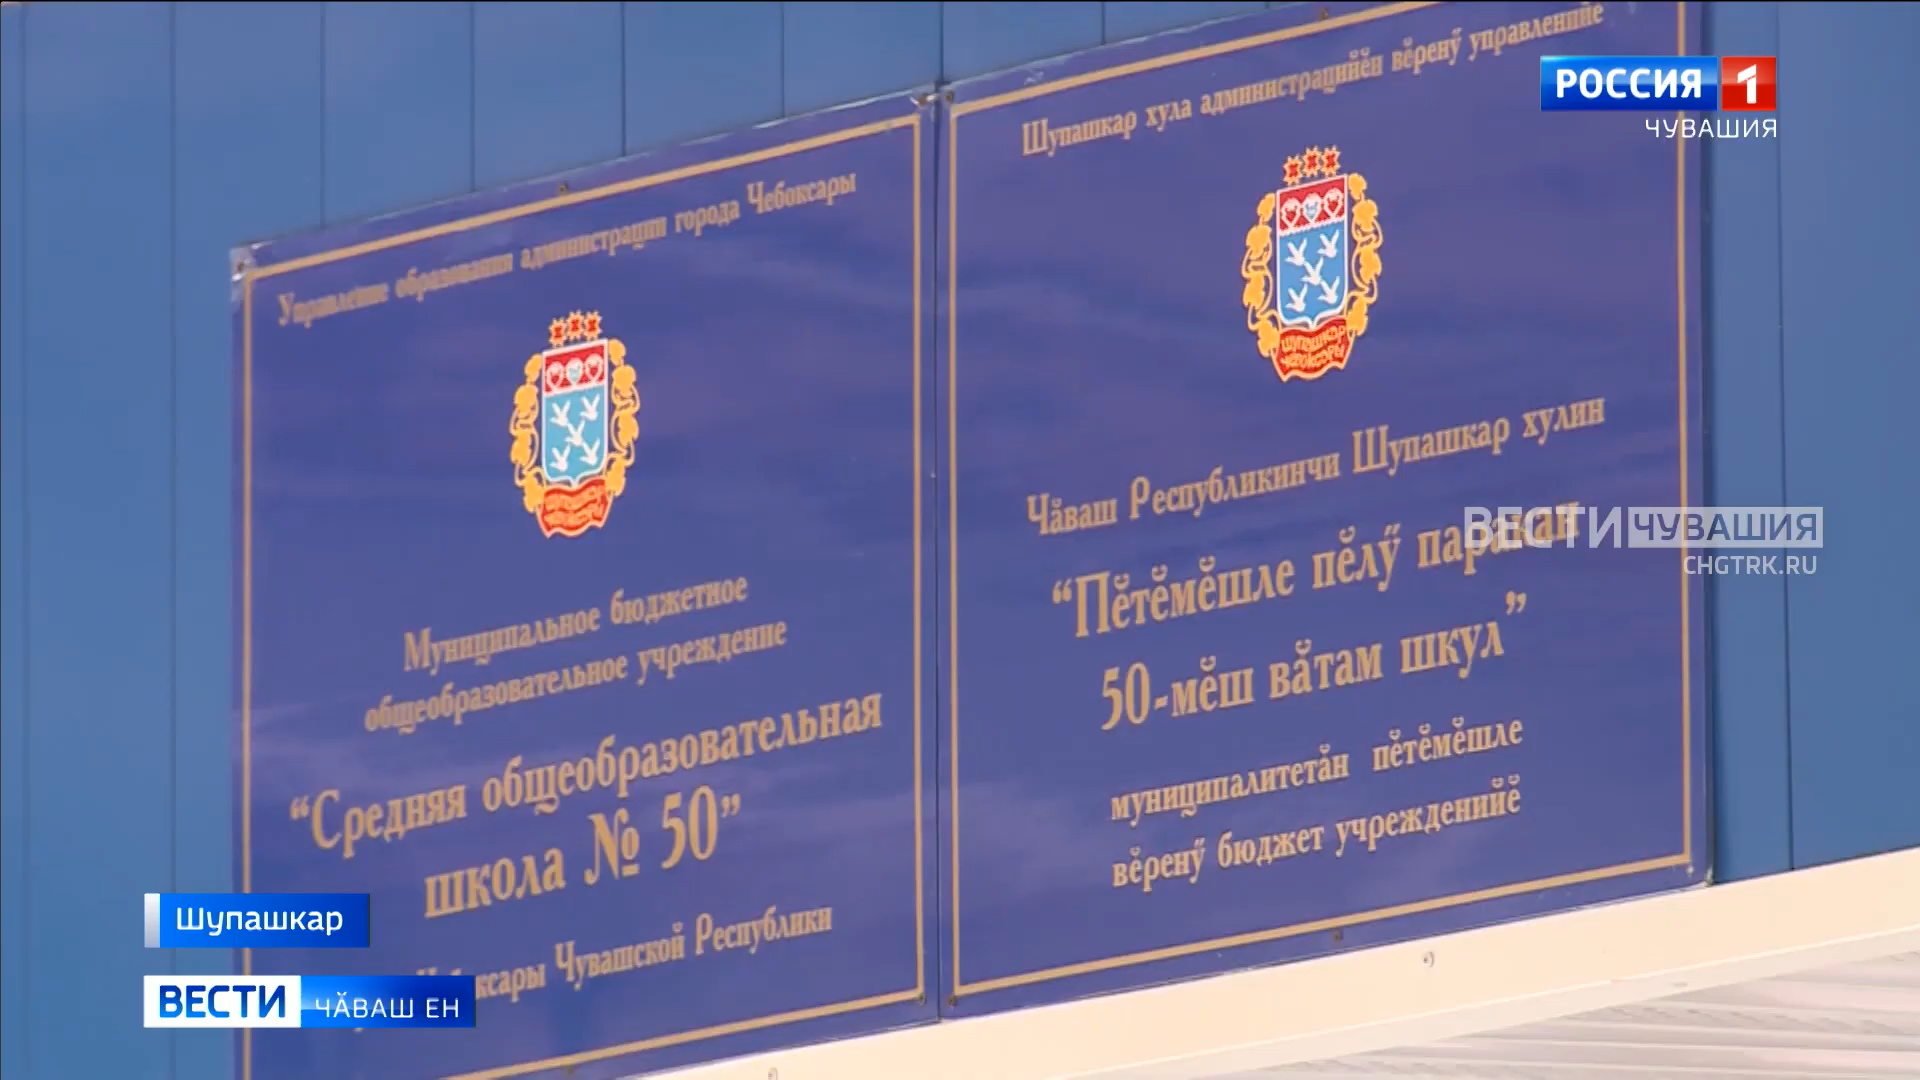 РОССИЯ 1
ЧУВАШИЯ
Управление образования администрации города Чебоксары
Муниципальное бюджетное
общеобразовательное учреждение
“Средняя общеобразовательная
школа № 50”
Чувашской Республики
Шупашкар хула администрацийӗн вӗренӳ управленийӗ
ШУПАШКАР
ЧЕБОКСАРЫ
Чӑваш Республикинчи Шупашкар хулин
“Пӗтӗмӗшле пӗлӳ паракан
50-мӗш вӑтам шкул”
муниципалитетӑн пӗтӗмӗшле
вӗренӳ бюджет учрежденийӗ
ВЕСТИ ЧУВАШИЯ
CHGTRK.RU
Шупашкар
ВЕСТИ ЧӐВАШ ЕН